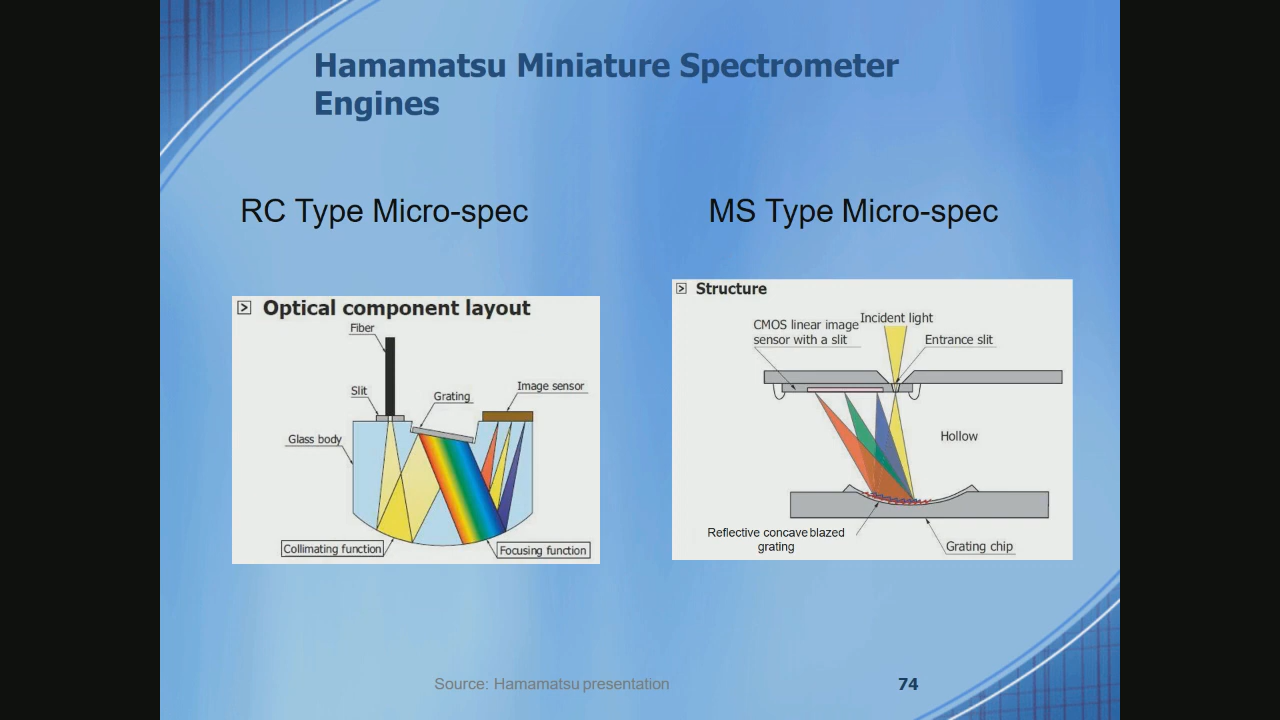 Hamamatsu Miniature Spectrometer
Engines
RC Type Micro-spec
MS Type Micro-spec
Optical component layout
Fiber
Slit
Grating
Image sensor
Glass body
Collimating function
Focusing function
Structure
CMOS linear image
sensor with a slit
Incident light
Entrance slit
Hollow
Reflective concave blazed
grating
Grating chip
Source: Hamamatsu presentation
74